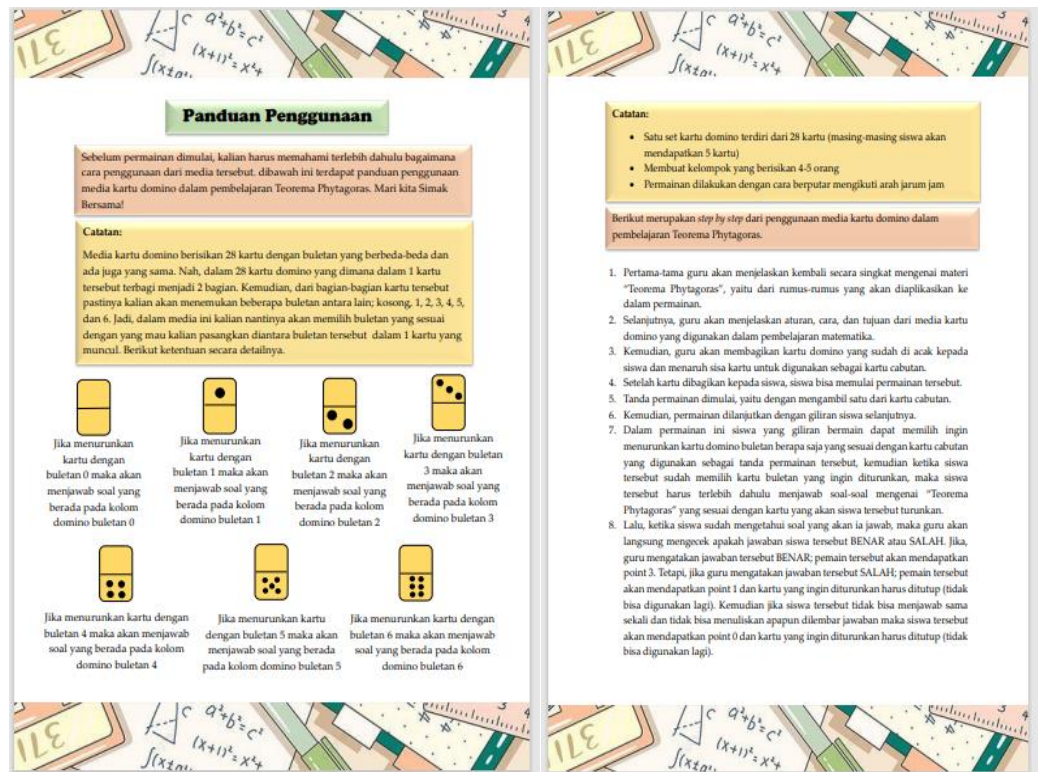 a²+b²=c²
(x+1)²=x²+
Panduan Penggunaan
Sebelum permainan dimulai, kalian harus memahami terlebih dahulu bagaimana
cara penggunaan dari media tersebut. dibawah ini terdapat panduan penggunaan
media kartu domino dalam pembelajaran Teorema Phytagoras. Mari kita Simak
Bersama!
Catatan:
Media kartu domino berisikan 28 kartu dengan buletan yang berbeda-beda dan
ada juga yang sama. Nah, dalam 28 kartu domino yang dimana dalam 1 kartu
tersebut terbagi menjadi 2 bagian. Kemudian, dari bagian-bagian kartu tersebut
pastinya kalian akan menemukan beberapa buletan antara lain; kosong, 1, 2, 3, 4, 5,
dan 6. Jadi, dalam media ini kalian nantinya akan memilih buletan yang sesuai
dengan yang mau kalian pasangkan diantara buletan tersebut dalam 1 kartu yang
muncul. Berikut ketentuan secara detailnya.
Jika menurunkan
kartu dengan
buletan 0 maka akan
menjawab soal yang
berada pada kolom
domino buletan 0
Jika menurunkan
kartu dengan
buletan 1 maka akan
menjawab soal yang
berada pada kolom
domino buletan 1
Jika menurunkan
kartu dengan
buletan 2 maka akan
menjawab soal yang
berada pada kolom
domino buletan 2
Jika menurunkan
kartu dengan buletan
3 maka akan
menjawab soal yang
berada pada kolom
domino buletan 3
Jika menurunkan kartu dengan
buletan 4 maka akan menjawab
soal yang berada pada kolom
domino buletan 4
Jika menurunkan kartu
dengan buletan 5 maka akan
menjawab soal yang berada
pada kolom domino buletan 5
Jika menurunkan kartu dengan
buletan 6 maka akan menjawab
soal yang berada pada kolom
domino buletan 6
a²+b²=c²
(x+1)²=x²+
a²+b²=c²
(x+1)²=x²+
Catatan:
• Satu set kartu domino terdiri dari 28 kartu (masing-masing siswa akan
mendapatkan 5 kartu)
• Membuat kelompok yang berisikan 4-5 orang
• Permainan dilakukan dengan cara berputar mengikuti arah jarum jam
Berikut merupakan step by step dari penggunaan media kartu domino dalam
pembelajaran Teorema Phytagoras.
1. Pertama-tama guru akan menjelaskan kembali secara singkat mengenai materi
"Teorema Phytagoras", yaitu dari rumus-rumus yang akan diaplikasikan ke
dalam permainan.
2. Selanjutnya, guru akan menjelaskan aturan, cara, dan tujuan dari media kartu
domino yang digunakan dalam pembelajaran matematika.
3. Kemudian, guru akan membagikan kartu domino yang sudah di acak kepada
siswa dan menaruh sisa kartu untuk digunakan sebagai kartu cabutan.
4. Setelah kartu dibagikan kepada siswa, siswa bisa memulai permainan tersebut.
5. Tanda permainan dimulai, yaitu dengan mengambil satu dari kartu cabutan.
6. Kemudian, permainan dilanjutkan dengan giliran siswa selanjutnya.
7. Dalam permainan ini siswa yang giliran bermain dapat memilih ingin
menurunkan kartu domino buletan berapa saja yang sesuai dengan kartu cabutan
yang digunakan sebagai tanda permainan tersebut, kemudian ketika siswa
tersebut sudah memilih kartu buletan yang ingin diturunkan, maka siswa
tersebut harus terlebih dahulu menjawab soal-soal mengenai "Teorema
Phytagoras" yang sesuai dengan kartu yang akan siswa tersebut turunkan.
8. Lalu, ketika siswa sudah mengetahui soal yang akan ia jawab, maka guru akan
langsung mengecek apakah jawaban siswa tersebut BENAR atau SALAH. Jika,
guru mengatakan jawaban tersebut BENAR; pemain tersebut akan mendapatkan
point 3. Tetapi, jika guru mengatakan jawaban tersebut SALAH; pemain tersebut
akan mendapatkan point 1 dan kartu yang ingin diturunkan harus ditutup (tidak
bisa digunakan lagi). Kemudian jika siswa tersebut tidak bisa menjawab sama
sekali dan tidak bisa menuliskan apapun dilembar jawaban maka siswa tersebut
akan mendapatkan point 0 dan kartu yang ingin diturunkan harus ditutup (tidak
bisa digunakan lagi).
a²+b²=c²
(x+1)²=x²+